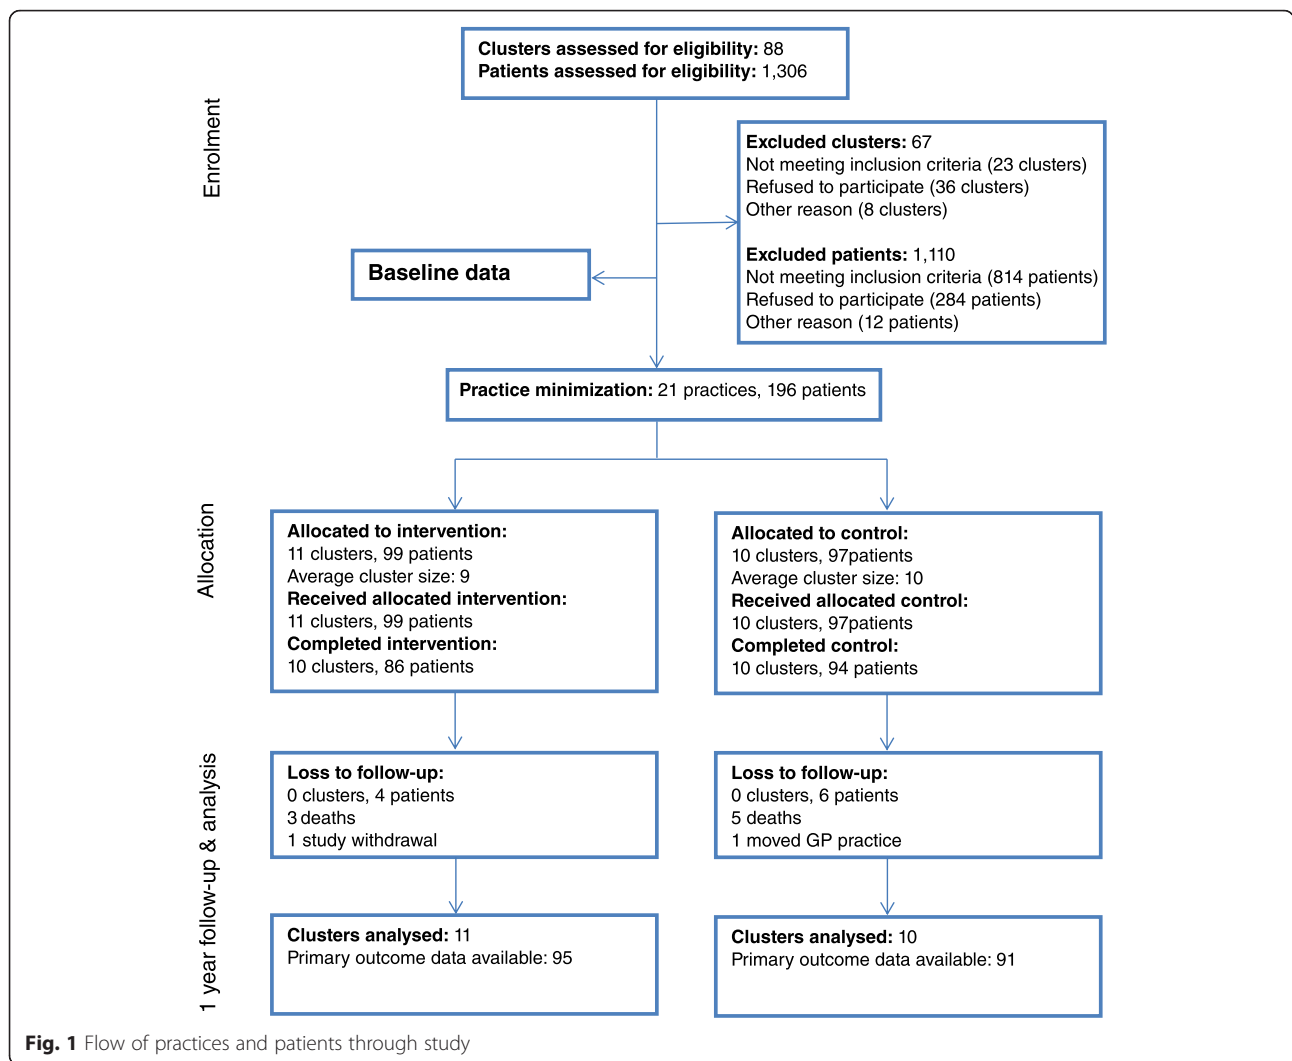 Clusters assessed for eligibility: 88
Patients assessed for eligibility: 1,306
Enrolment
Excluded clusters: 67
Not meeting inclusion criteria (23 clusters)
Refused to participate (36 clusters)
Other reason (8 clusters)
Excluded patients: 1,110
Not meeting inclusion criteria (814 patients)
Refused to participate (284 patients)
Other reason (12 patients)
Baseline data
Practice minimization: 21 practices, 196 patients
Allocation
Allocated to intervention:
11 clusters, 99 patients
Average cluster size: 9
Received allocated intervention:
11 clusters, 99 patients
Completed intervention:
10 clusters, 86 patients
Allocated to control:
10 clusters, 97patients
Average cluster size: 10
Received allocated control:
10 clusters, 97patients
Completed control:
10 clusters, 94 patients
1 year follow-up & analysis
Loss to follow-up:
0 clusters, 4 patients
3 deaths
1 study withdrawal
Loss to follow-up:
0 clusters, 6 patients
5 deaths
1 moved GP practice
Clusters analysed: 11
Primary outcome data available: 95
Clusters analysed: 10
Primary outcome data available: 91
Fig. 1 Flow of practices and patients through study